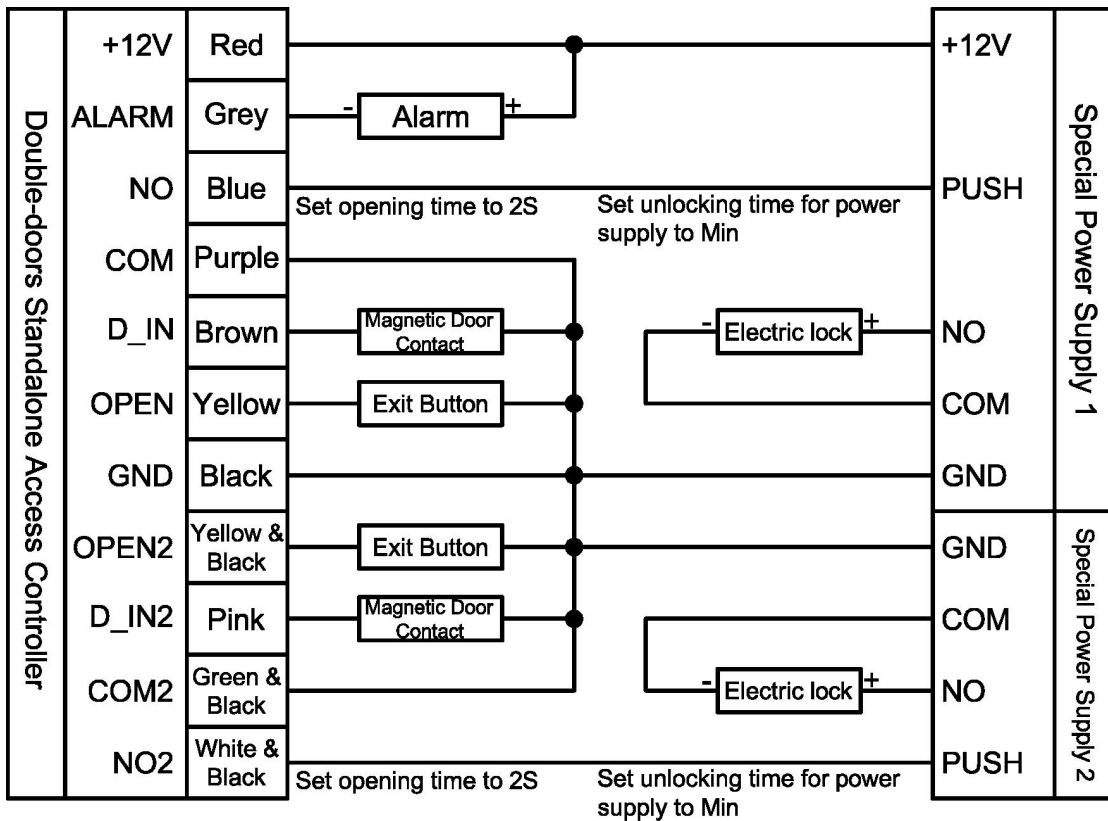 Double-doors Standalone Access Controller
+12V Red +12V
ALARM Grey - Alarm +
NO Blue PUSH
Set opening time to 2S Set unlocking time for power
supply to Min
COM Purple
D_IN Brown Magnetic Door
Contact - Electric lock + NO
OPEN Yellow Exit Button COM
GND Black GND
Special Power Supply 1
OPEN2 Yellow &
Black Exit Button GND
D_IN2 Pink Magnetic Door
Contact COM
COM2 Green &
Black - Electric lock + NO
NO2 White &
Black PUSH
Set opening time to 2S Set unlocking time for power
supply to Min
Special Power Supply 2